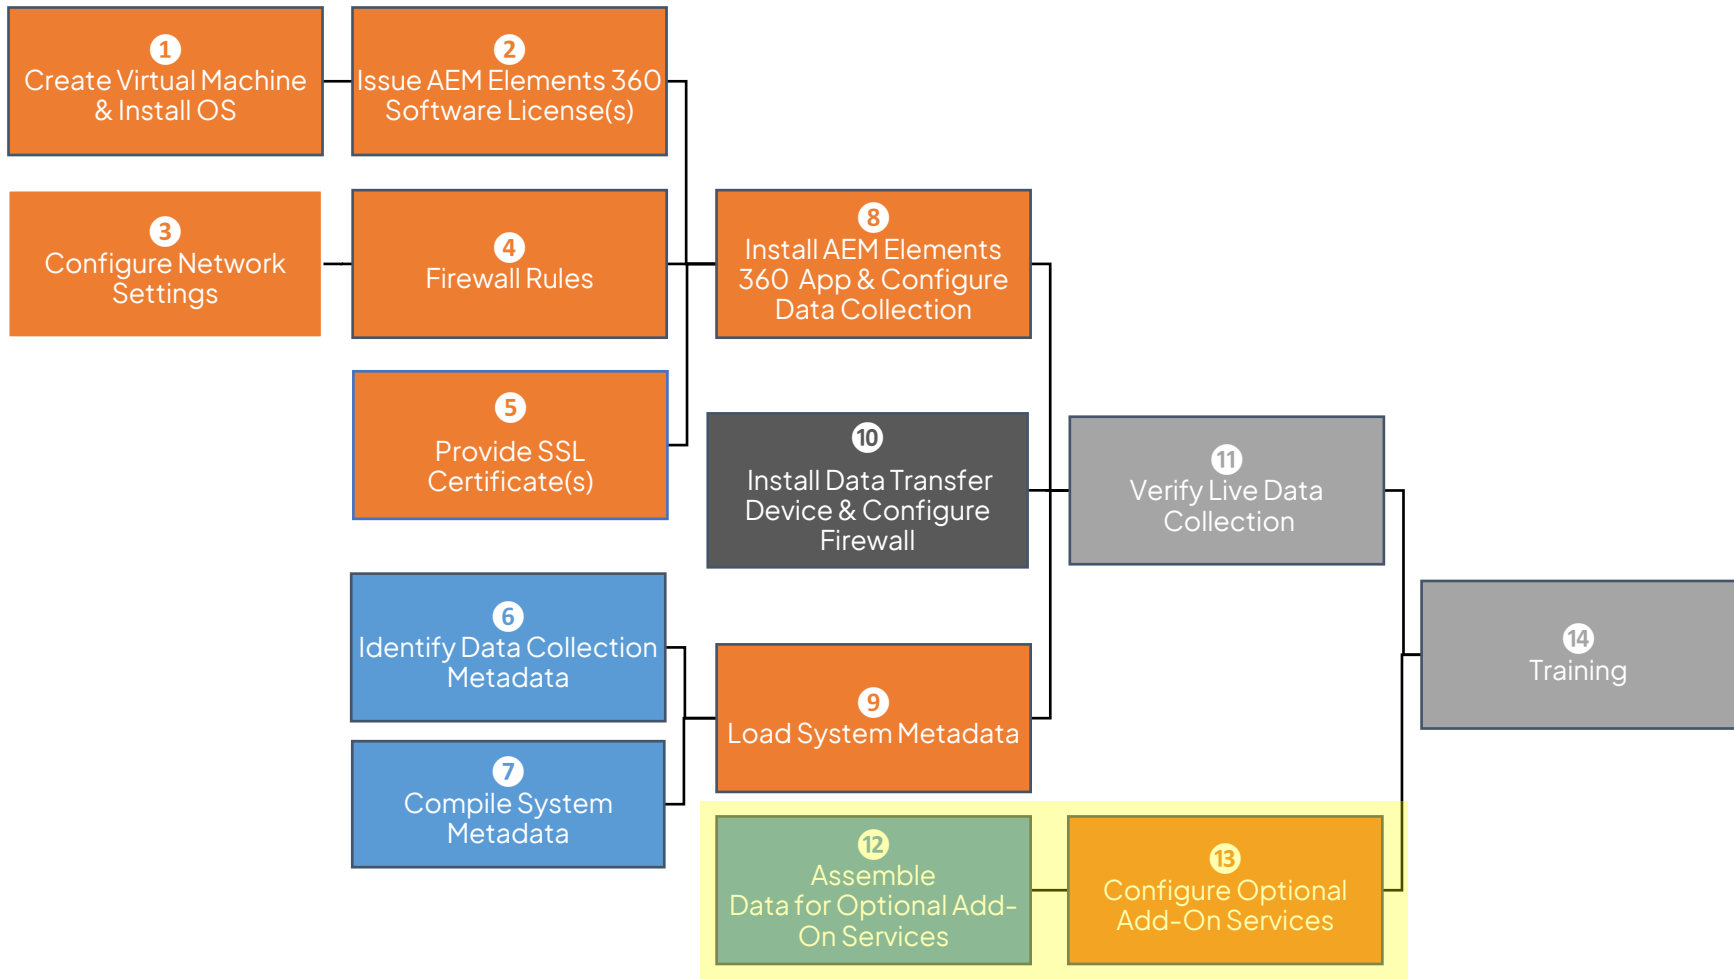 1
Create Virtual Machine
& Install OS
2
Issue AEM Elements 360
Software License(s)
3
Configure Network
Settings
4
Firewall Rules
5
Provide SSL
Certificate(s)
6
Identify Data Collection
Metadata
7
Compile System
Metadata
8
Install AEM Elements
360 App & Configure
Data Collection
9
Load System Metadata
10
Install Data Transfer
Device & Configure
Firewall
11
Verify Live Data
Collection
12
Assemble
Data for Optional Add-
On Services
13
Configure Optional
Add-On Services
14
Training